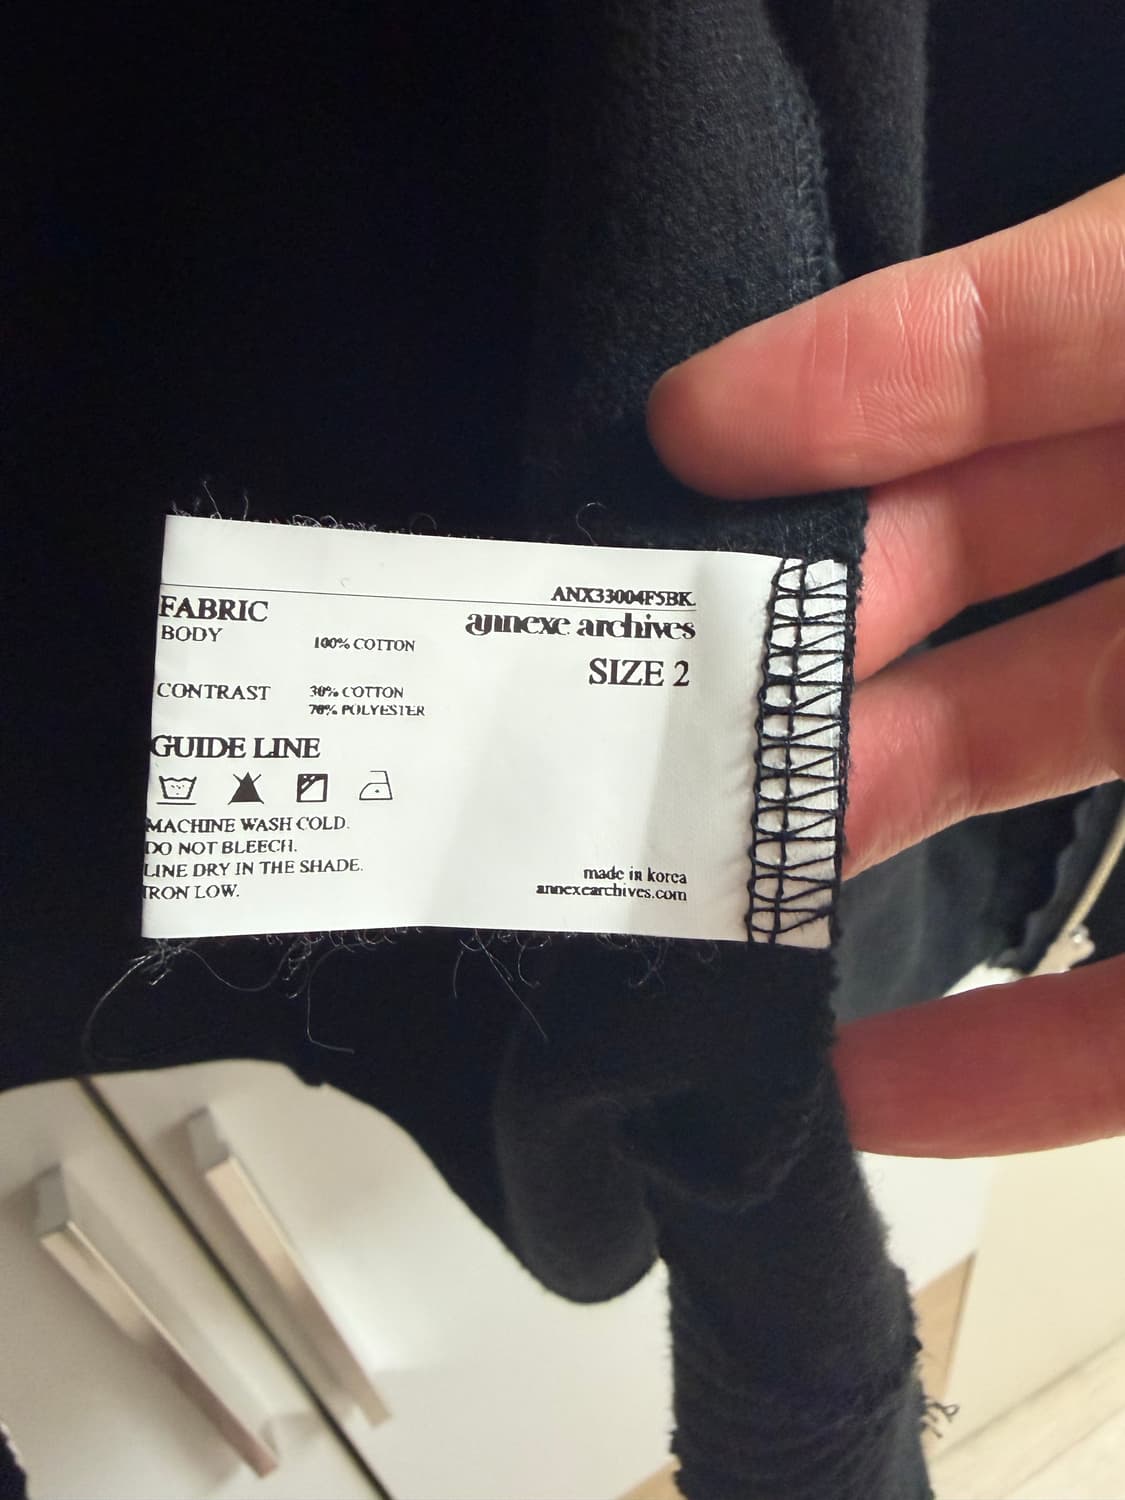 ANX33004FSBK
FABRIC
annexe archives
BODY
100% COTTON
SIZE 2
CONTRAST
30% COTTON
70% POLYESTER
GUIDE LINE
MACHINE WASH COLD.
DO NOT BLEECH.
LINE DRY IN THE SHADE.
IRON LOW.
made in korea
annexearchives.com